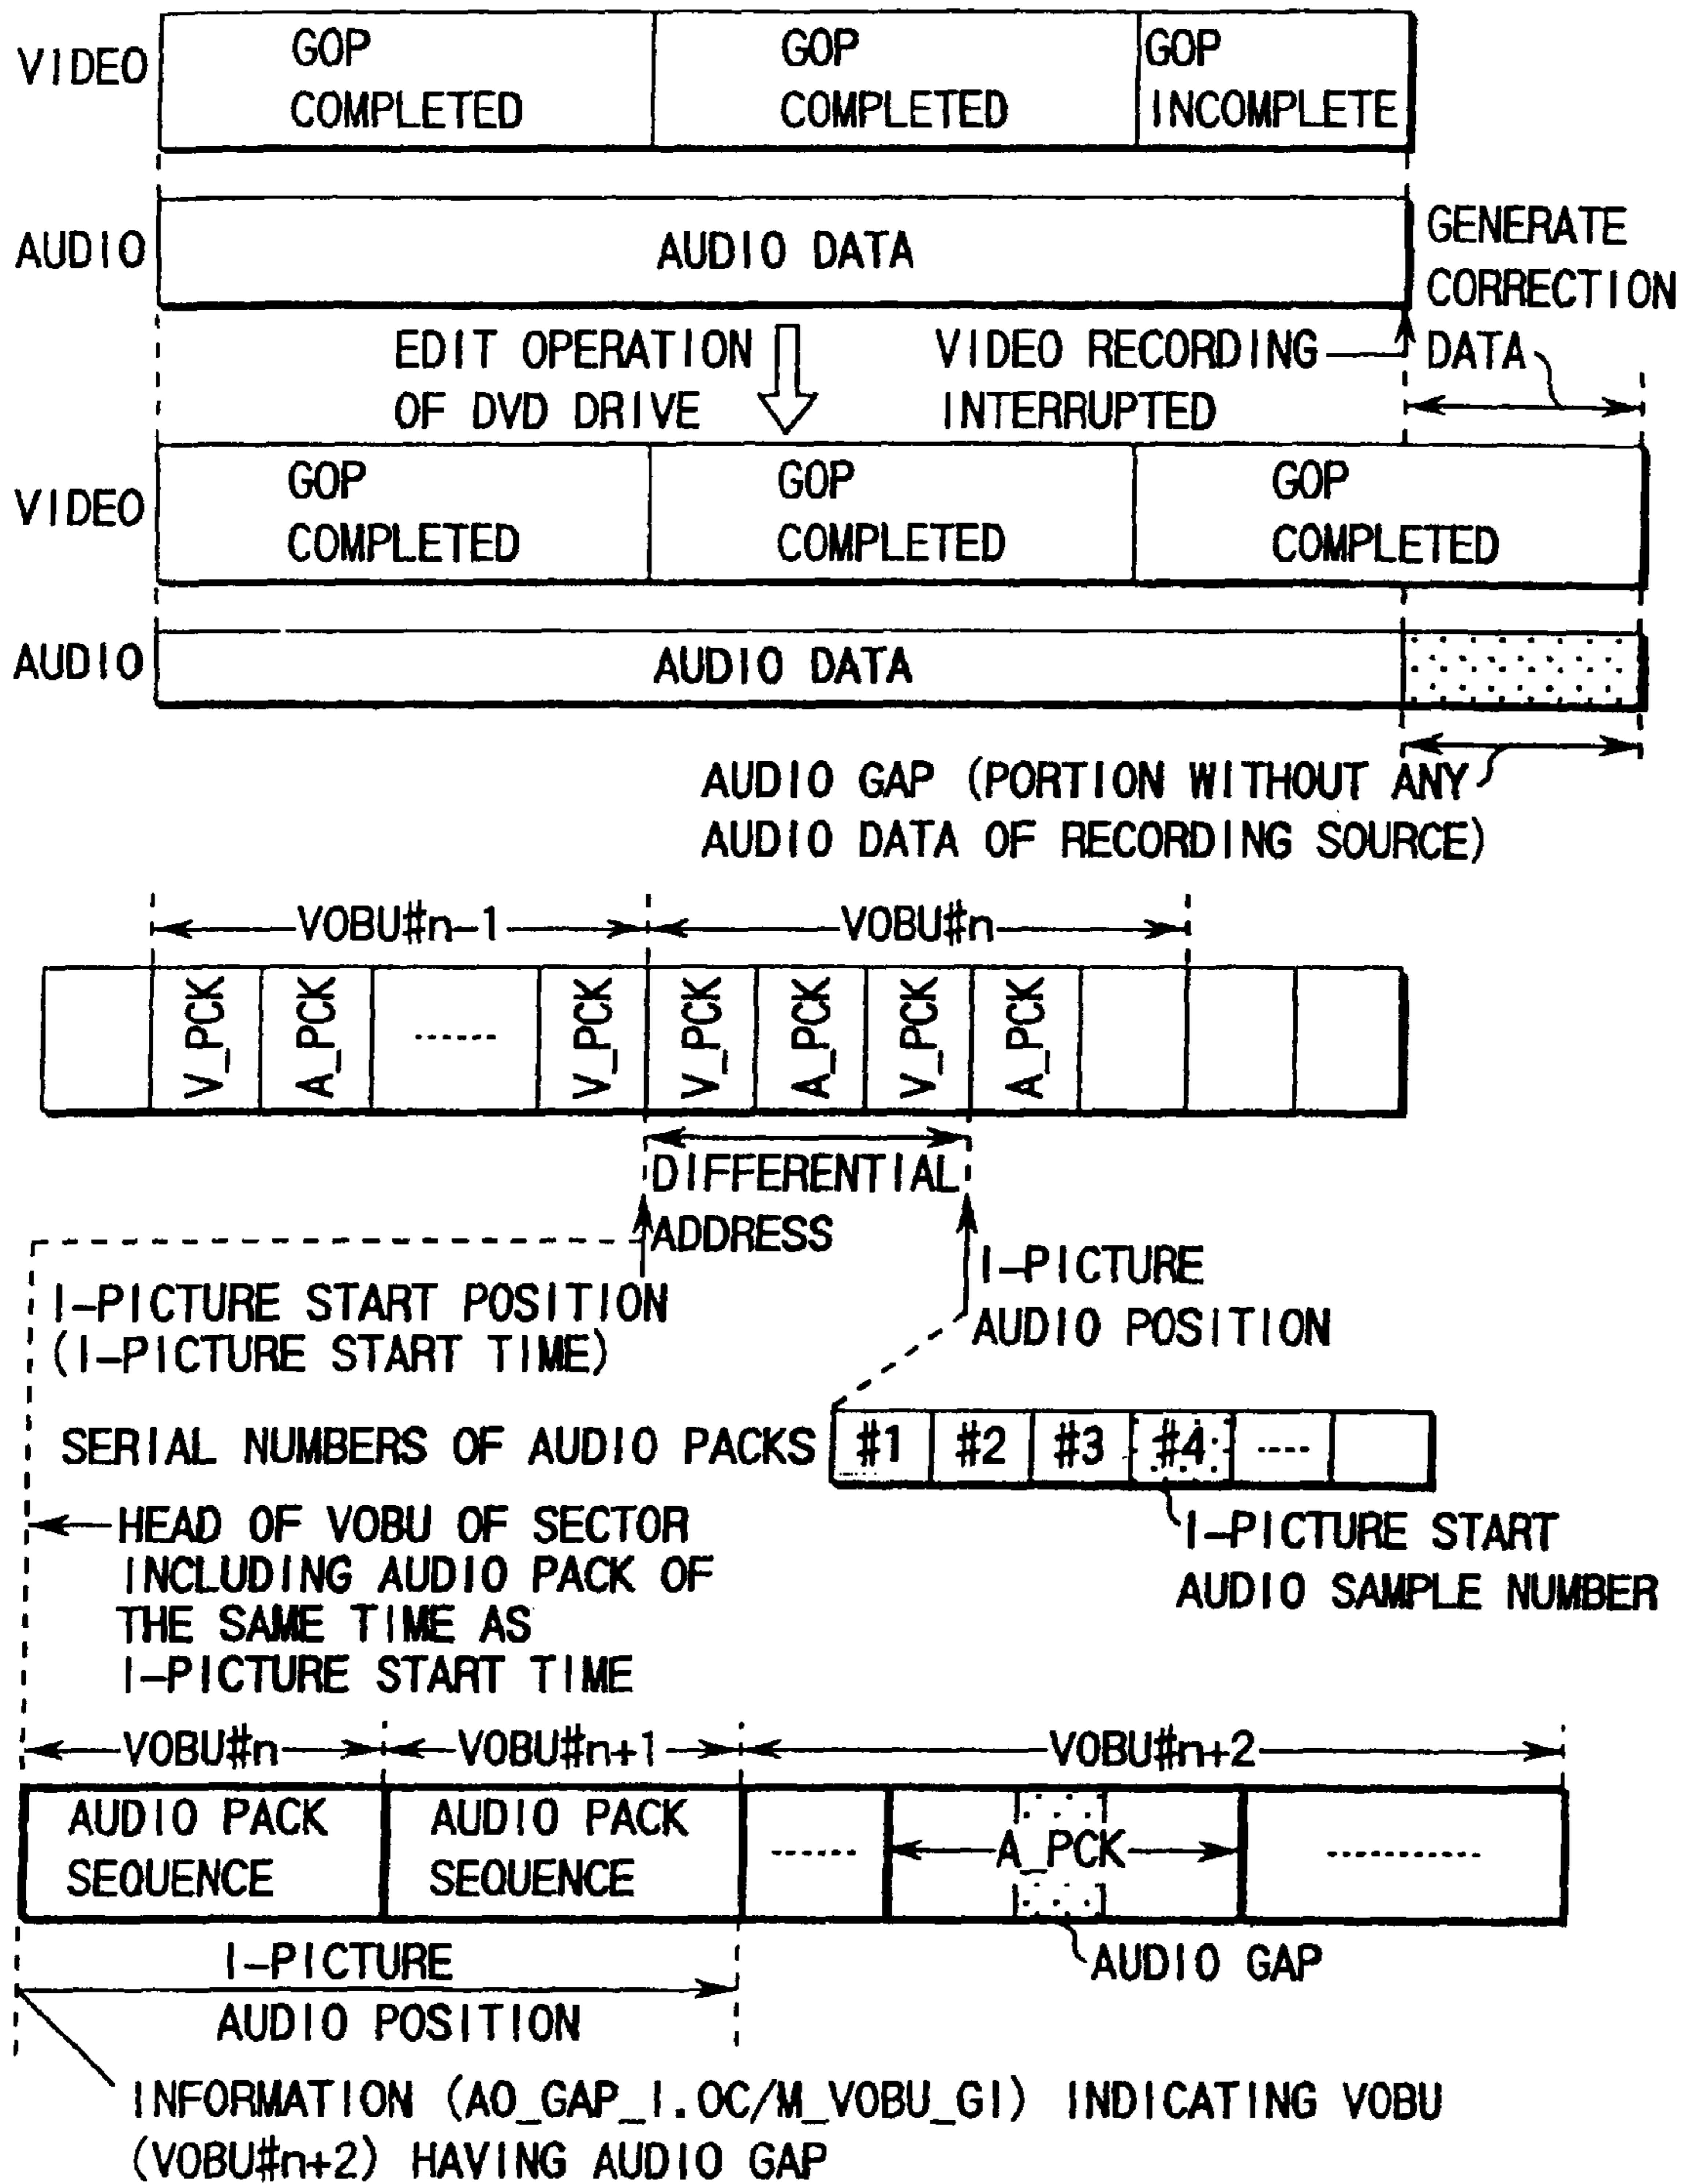 VIDEO
GOP
COMPLETED
GOP
COMPLETED
GOP
INCOMPLETE
AUDIO
AUDIO DATA
GENERATE
CORRECTION
DATA
EDIT OPERATION
OF DVD DRIVE
VIDEO RECORDING
INTERRUPTED
VIDEO
GOP
COMPLETED
GOP
COMPLETED
GOP
COMPLETED
AUDIO
AUDIO DATA
AUDIO GAP (PORTION WITHOUT ANY
AUDIO DATA OF RECORDING SOURCE)
VOBU#n-1
VOBU#n
V_PCK
A_PCK
------
V_PCK
V_PCK
A_PCK
V_PCK
A_PCK
DIFFERENTIAL
ADDRESS
I-PICTURE START POSITION
(I-PICTURE START TIME)
I-PICTURE
AUDIO POSITION
SERIAL NUMBERS OF AUDIO PACKS
#1
#2
#3
#4
----
I-PICTURE START
AUDIO SAMPLE NUMBER
HEAD OF VOBU OF SECTOR
INCLUDING AUDIO PACK OF
THE SAME TIME AS
I-PICTURE START TIME
VOBU#n
VOBU#n+1
VOBU#n+2
AUDIO PACK
SEQUENCE
AUDIO PACK
SEQUENCE
------
A_PCK
----------
AUDIO GAP
I-PICTURE
AUDIO POSITION
INFORMATION (A0_GAP_I.OC/M_VOBU_GI) INDICATING VOBU
(VOBU#n+2) HAVING AUDIO GAP